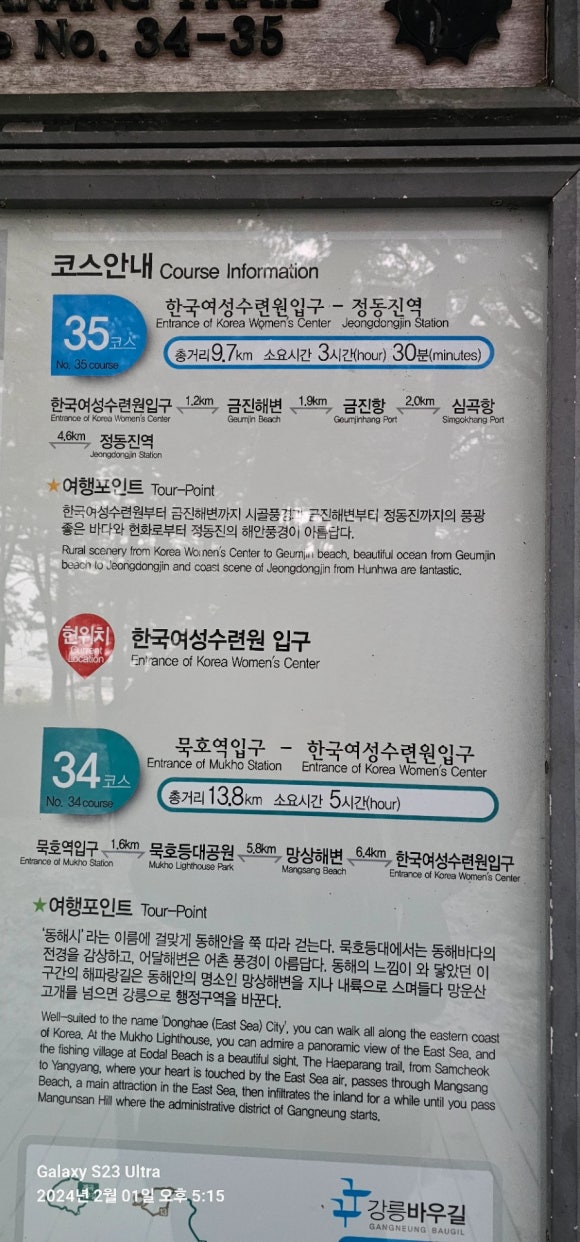 No. 34-35
코스안내 Course Information
35코스
No. 35 course
한국여성수련원입구 - 정동진역
Entrance of Korea Women's Center Jeongdongjin Station
총거리 9.7km 소요시간 3시간(hour) 30분(minutes)
한국여성수련원입구 1.2km 금진해변 1.9km 금진항 2.0km 심곡항
Entrance of Korea Women's Center Geumjin Beach Geumjinhang Port Simgokhang Port
4.6km 정동진역
Jeongdongjin Station
★여행포인트 Tour-Point
한국여성수련원부터 금진해변까지 시골풍경과 금진해변부터 정동진까지의 풍광
좋은 바다와 헌화로부터 정동진의 해안풍경이 아름답다.
Rural scenery from Korea Women's Center to Geumjin beach, beautiful ocean from Geumjin
beach to Jeongdongjin and coast scene of Jeongdongjin from Hunhwa are fantastic.
현위치
Current
Location
한국여성수련원 입구
Entrance of Korea Women's Center
34코스
No. 34 course
묵호역입구 - 한국여성수련원입구
Entrance of Mukho Station Entrance of Korea Women's Center
총거리 13.8km 소요시간 5시간(hour)
묵호역입구 1.6km 묵호등대공원 5.8km 망상해변 6.4km 한국여성수련원입구
Entrance of Mukho Station Mukho Lighthouse Park Mangsang Beach Entrance of Korea Women's Center
★여행포인트 Tour-Point
'동해시' 라는 이름에 걸맞게 동해안을 쭉 따라 걷는다. 묵호등대에서는 동해바다의
전경을 감상하고, 어달해변은 어촌 풍경이 아름답다. 동해의 느낌이 와 닿았던 이
구간의 해파랑길은 동해안의 명소인 망상해변을 지나 내륙으로 스며들다 망운산
고개를 넘으면 강릉으로 행정구역을 바꾼다.
Well-suited to the name 'Donghae (East Sea) City', you can walk all along the eastern coast
of Korea. At the Mukho Lighthouse, you can admire a panoramic view of the East Sea, and
the fishing village at Eodal Beach is a beautiful sight. The Haeparang trail, from Samcheok
to Yangyang, where your heart is touched by the East Sea air, passes through Mangsang
Beach, a main attraction in the East Sea, then infiltrates the inland for a while until you pass
Mangunsan Hill where the administrative district of Gangneung starts.
Galaxy S23 Ultra
2024년 2월 01일 오후 5:15
강릉바우길
GANGNEUNG BAUGIL